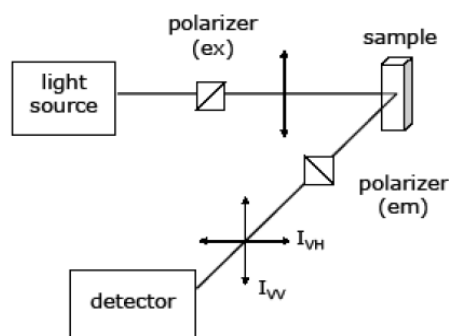 polarizer
(ex)
sample
light
source
polarizer
(em)
I_VH
I_VV
detector